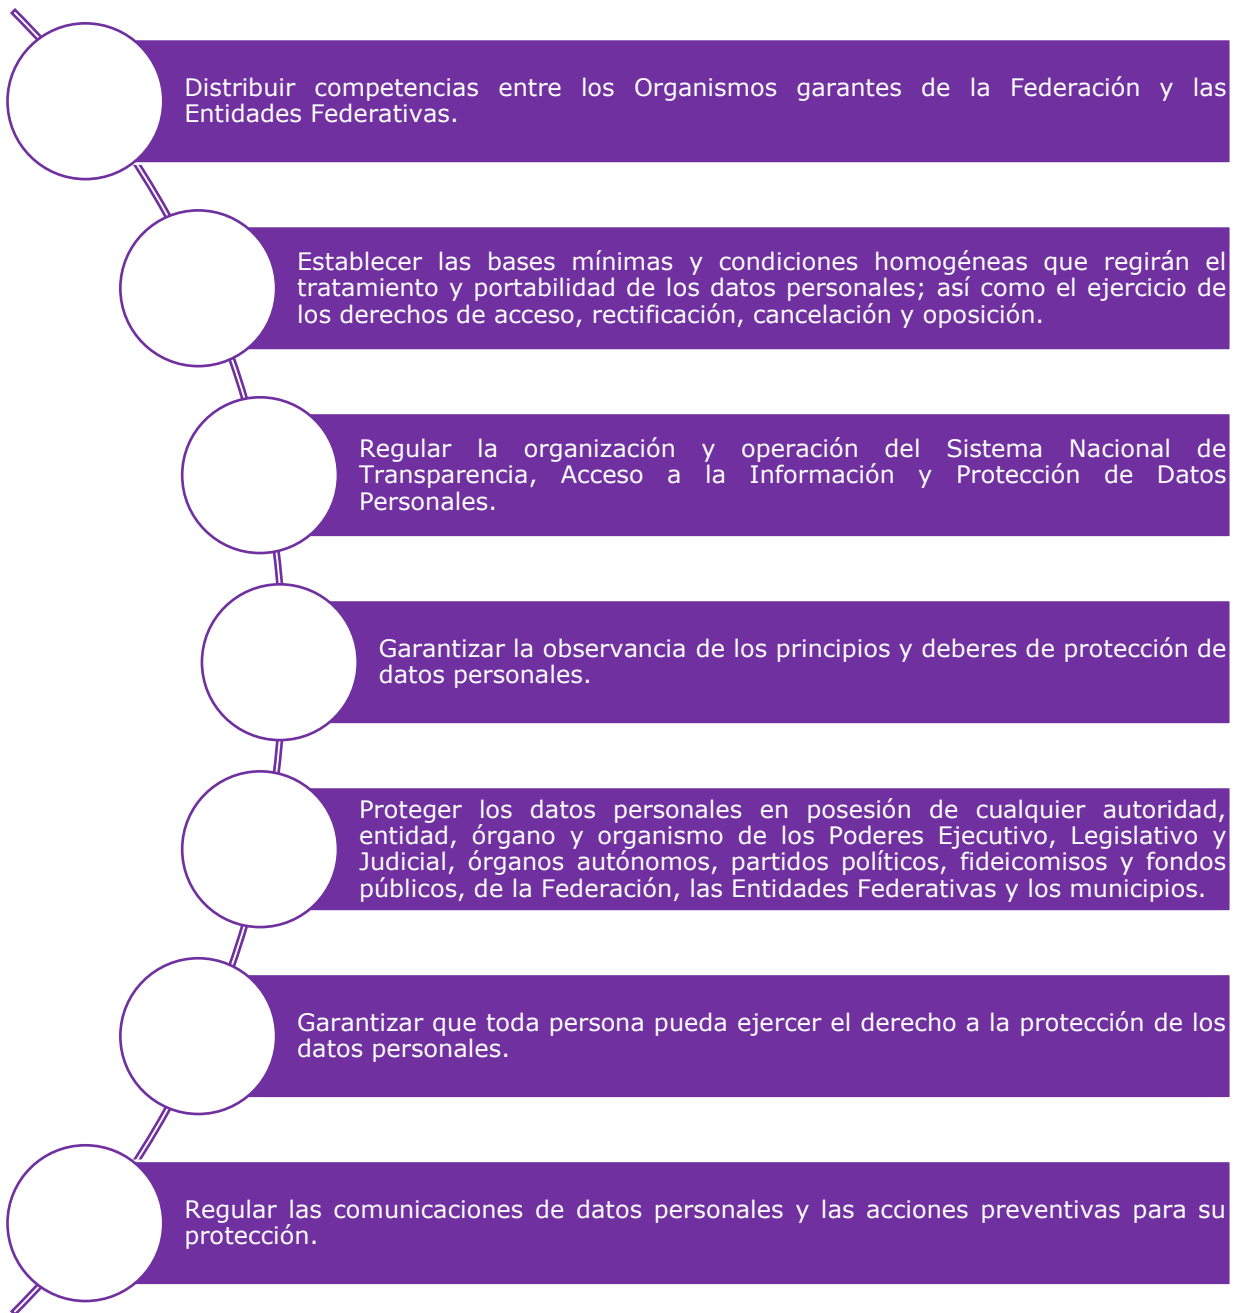 Distribuir competencias entre los Organismos garantes de la Federación y las
Entidades Federativas.
Establecer las bases mínimas y condiciones homogéneas que regirán el
tratamiento y portabilidad de los datos personales; así como el ejercicio de
los derechos de acceso, rectificación, cancelación y oposición.
Regular la organización y operación del Sistema Nacional de
Transparencia, Acceso a la Información y Protección de Datos
Personales.
Garantizar la observancia de los principios y deberes de protección de
datos personales.
Proteger los datos personales en posesión de cualquier autoridad,
entidad, órgano y organismo de los Poderes Ejecutivo, Legislativo y
Judicial, órganos autónomos, partidos políticos, fideicomisos y fondos
públicos, de la Federación, las Entidades Federativas y los municipios.
Garantizar que toda persona pueda ejercer el derecho a la protección de los
datos personales.
Regular las comunicaciones de datos personales y las acciones preventivas para su
protección.